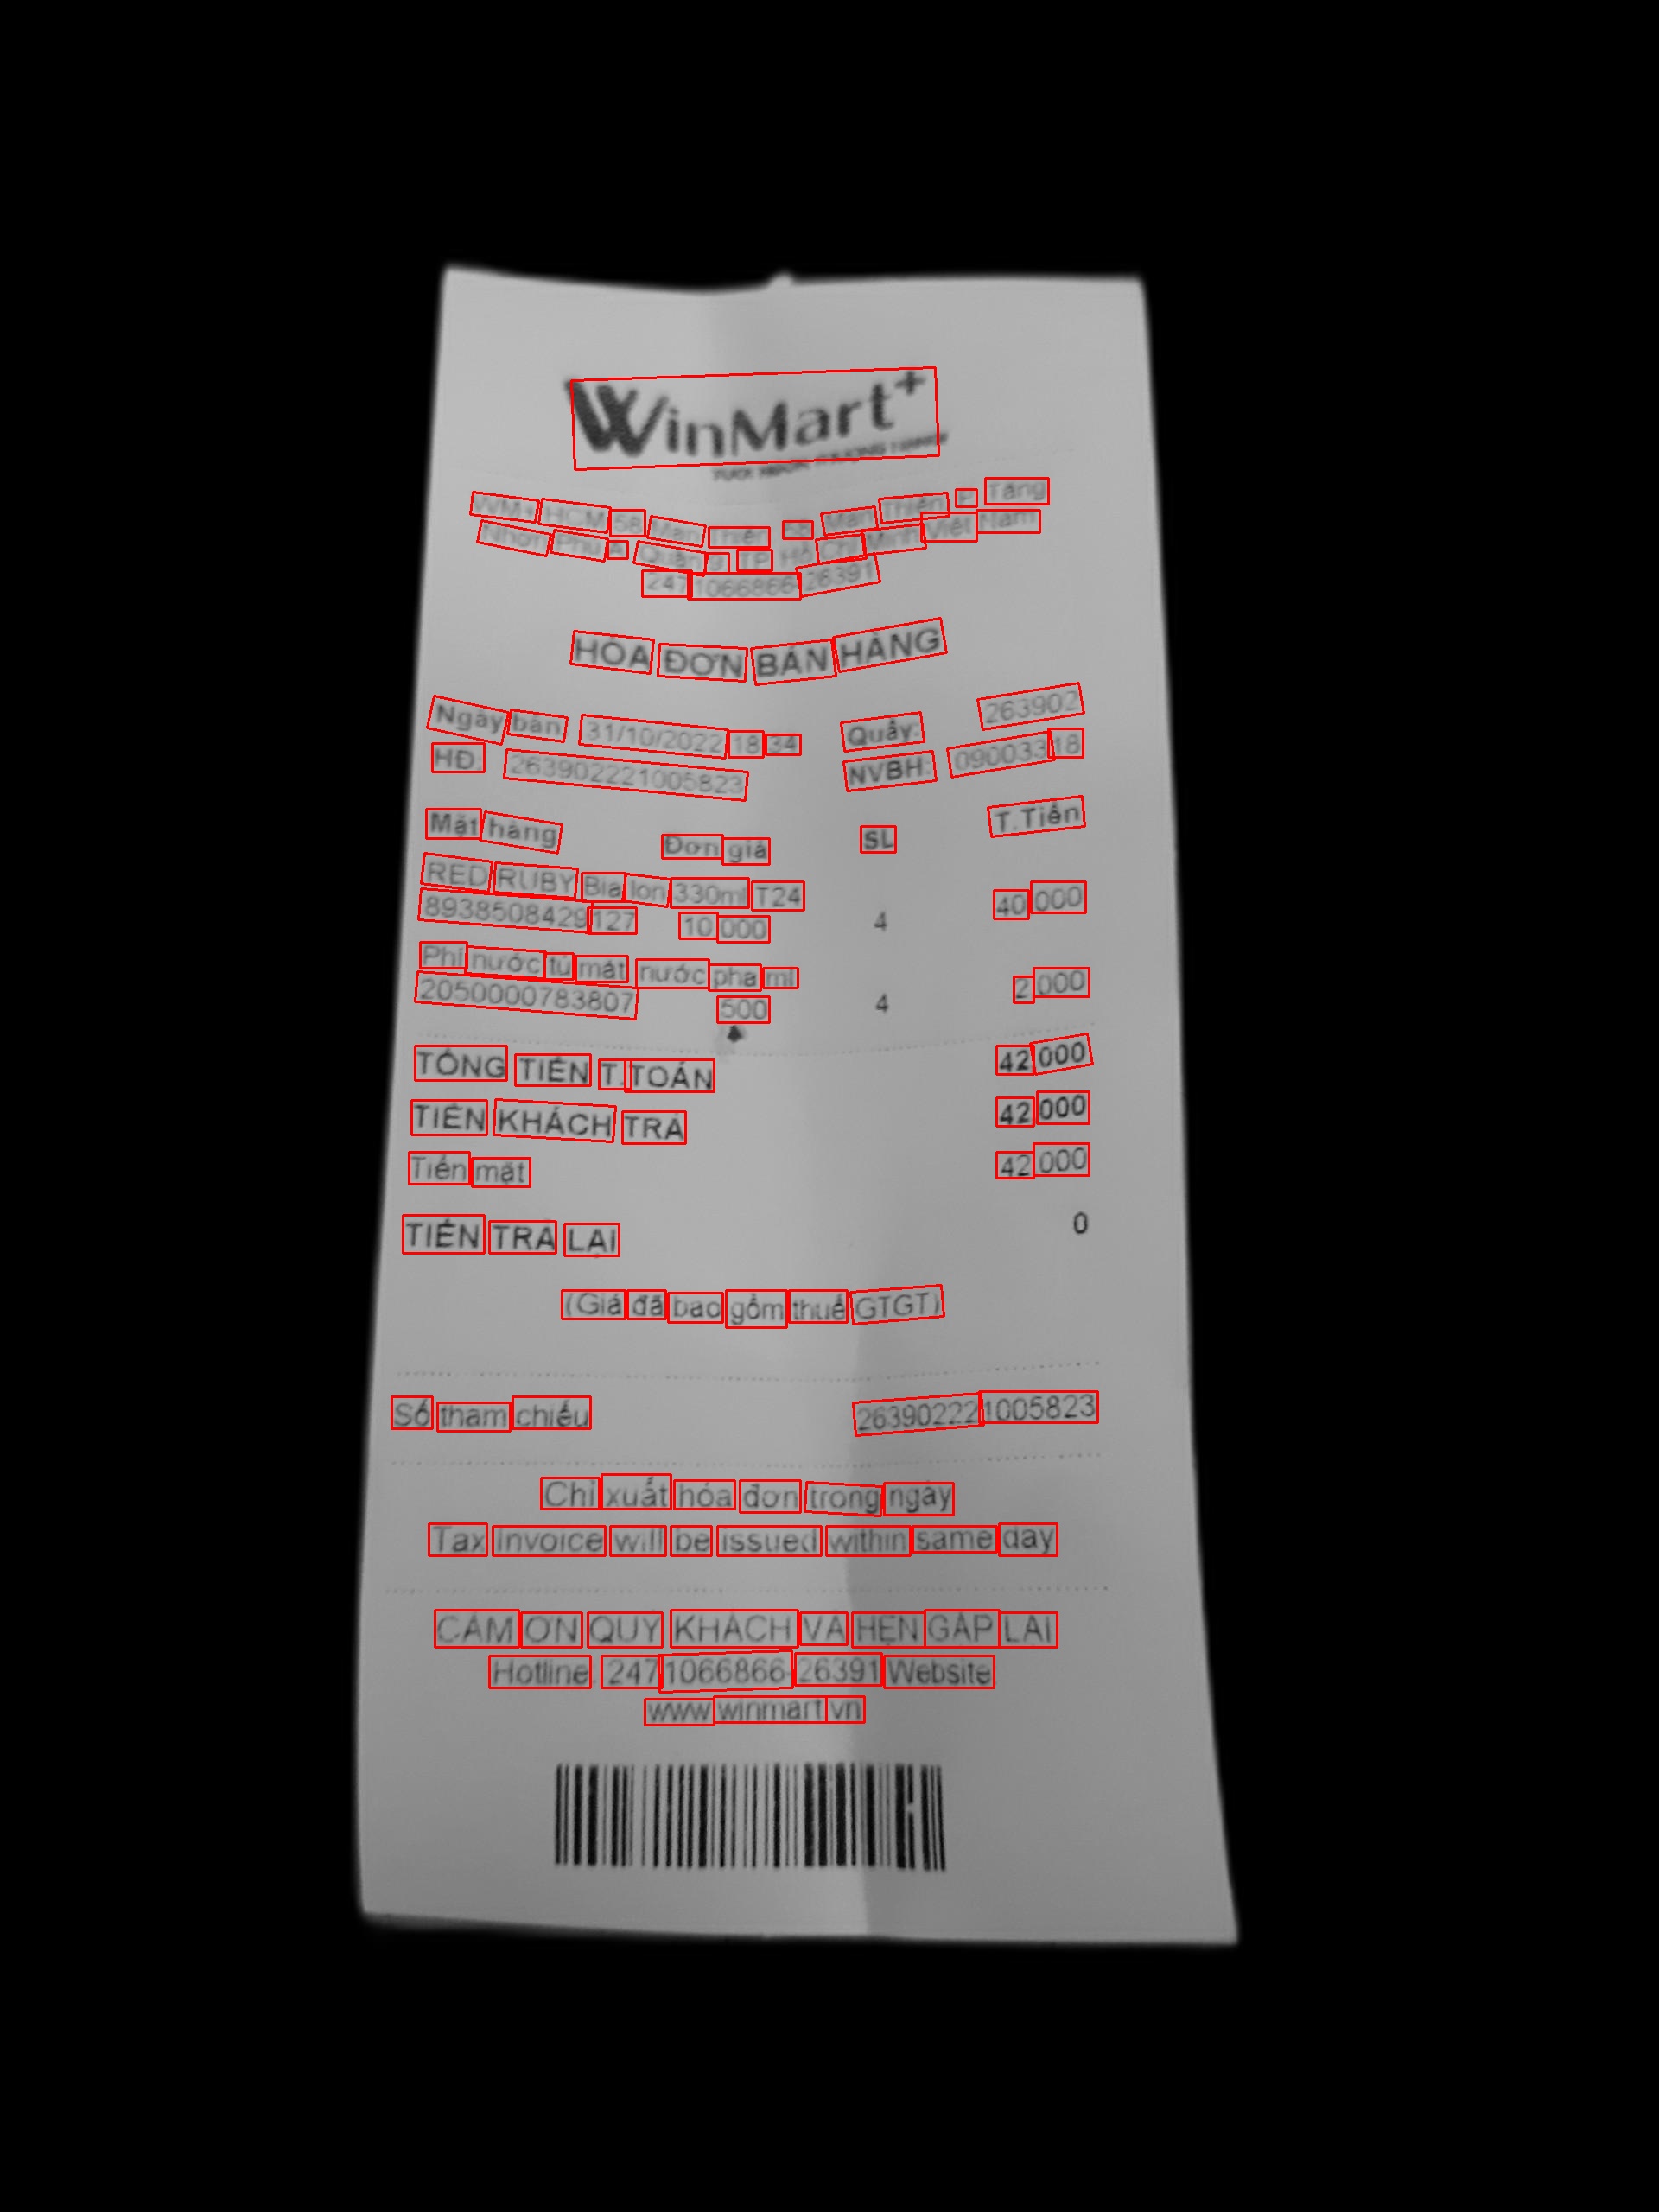 WinMart+
WM+ HCM 58 Man Thiện 58 Man Thiện, P. Tăng
Nhơn Phú A, Quận 9, TP. Hồ Chí Minh, Việt Nam
247 1066866-26391
HÓA ĐƠN BÁN HÀNG
Ngày bán: 31/10/2022 18:34 Quầy: 263902
HĐ: 263902221005823 NVBH: 09003318
Mặt hàng Đơn giá SL T.Tiền
RED RUBY Bia lon 330ml T24
8938508429127 10,000 4 40,000
Phí nước tủ mát, nước pha mì
2050000783807 500 4 2,000
TỔNG TIỀN T.TOÁN 42,000
TIỀN KHÁCH TRẢ 42,000
Tiền mặt 42,000
TIỀN TRẢ LẠI 0
(Giá đã bao gồm thuế GTGT)
Số tham chiếu 263902221005823
Chỉ xuất hóa đơn trong ngày
Tax invoice will be issued within same day
CẢM ƠN QUÝ KHÁCH VÀ HẸN GẶP LẠI
Hotline: 247 1066866-26391 Website:
www.winmart.vn